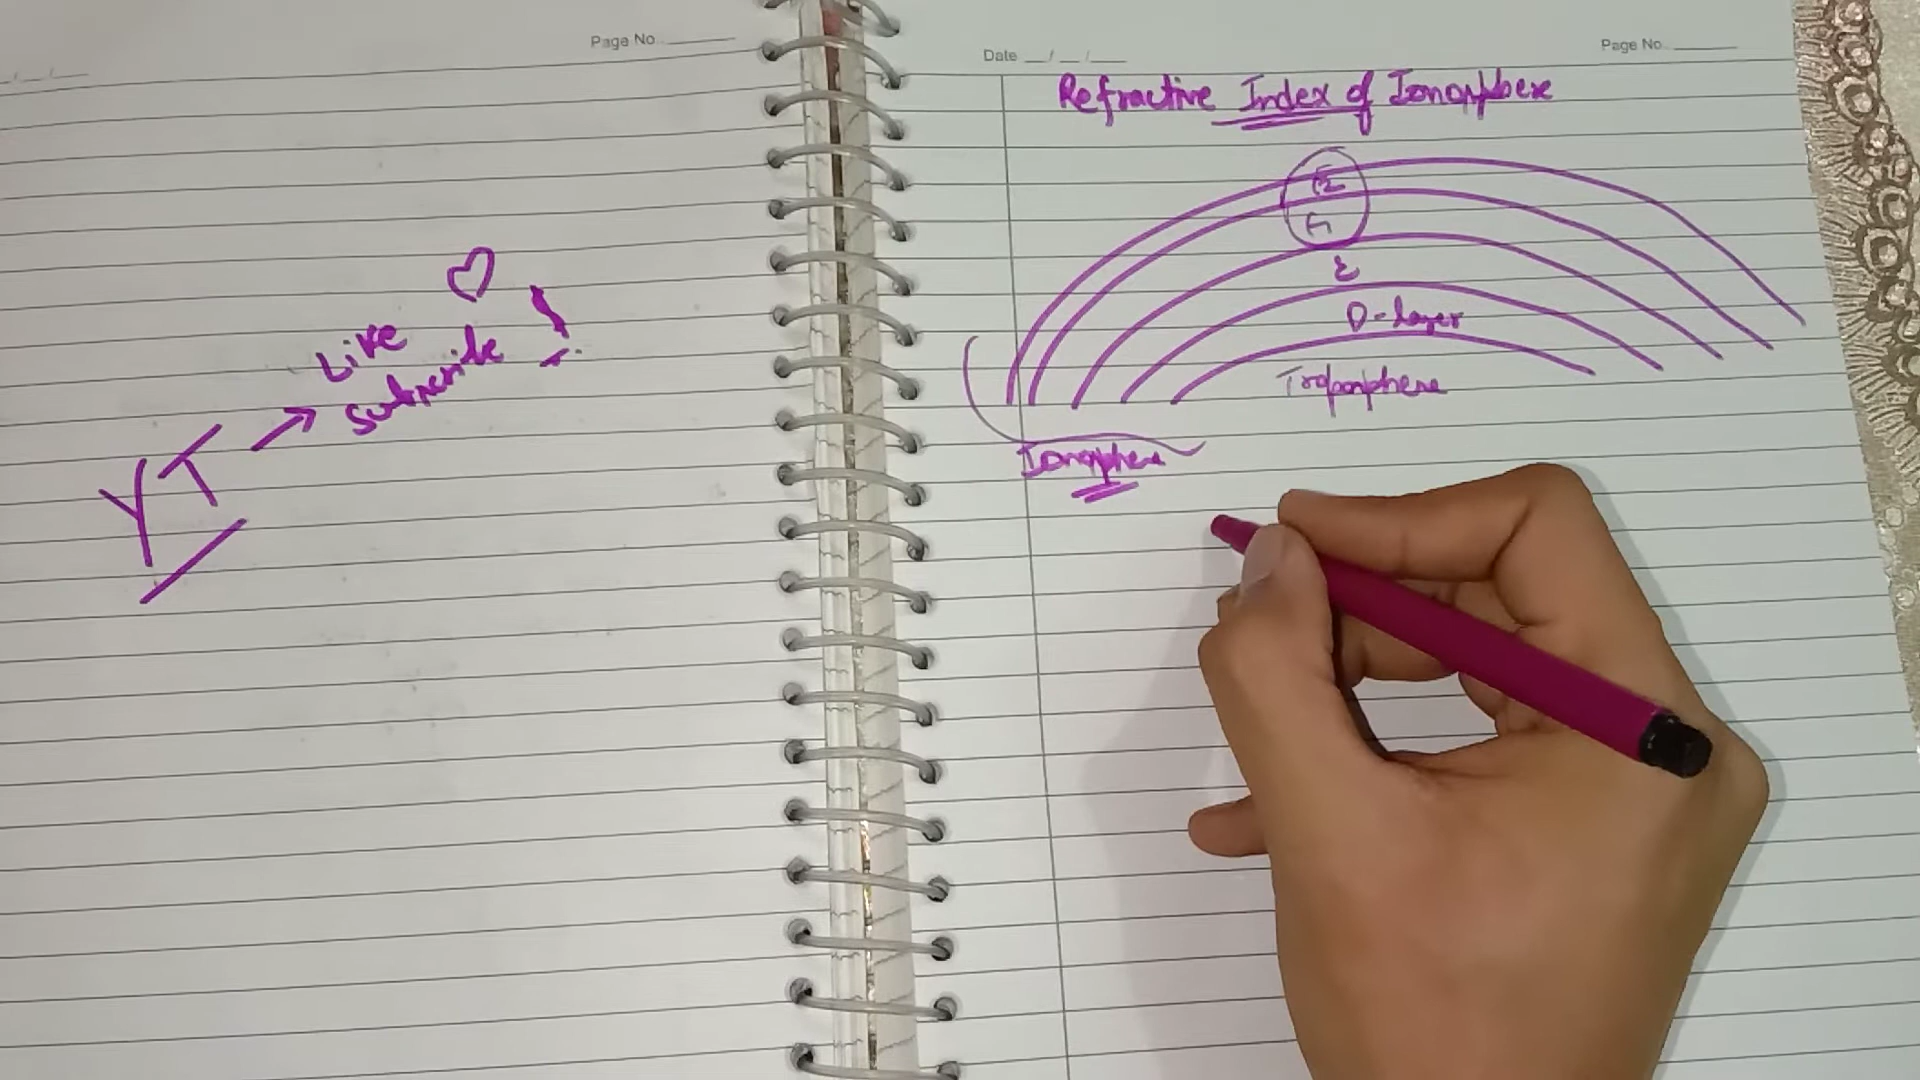 Page No.
Like
Subscribe
YT
Date
Page No.
Refractive Index of Ionosphere
F2
F1
E
D-layer
Troposphere
Ionosphere